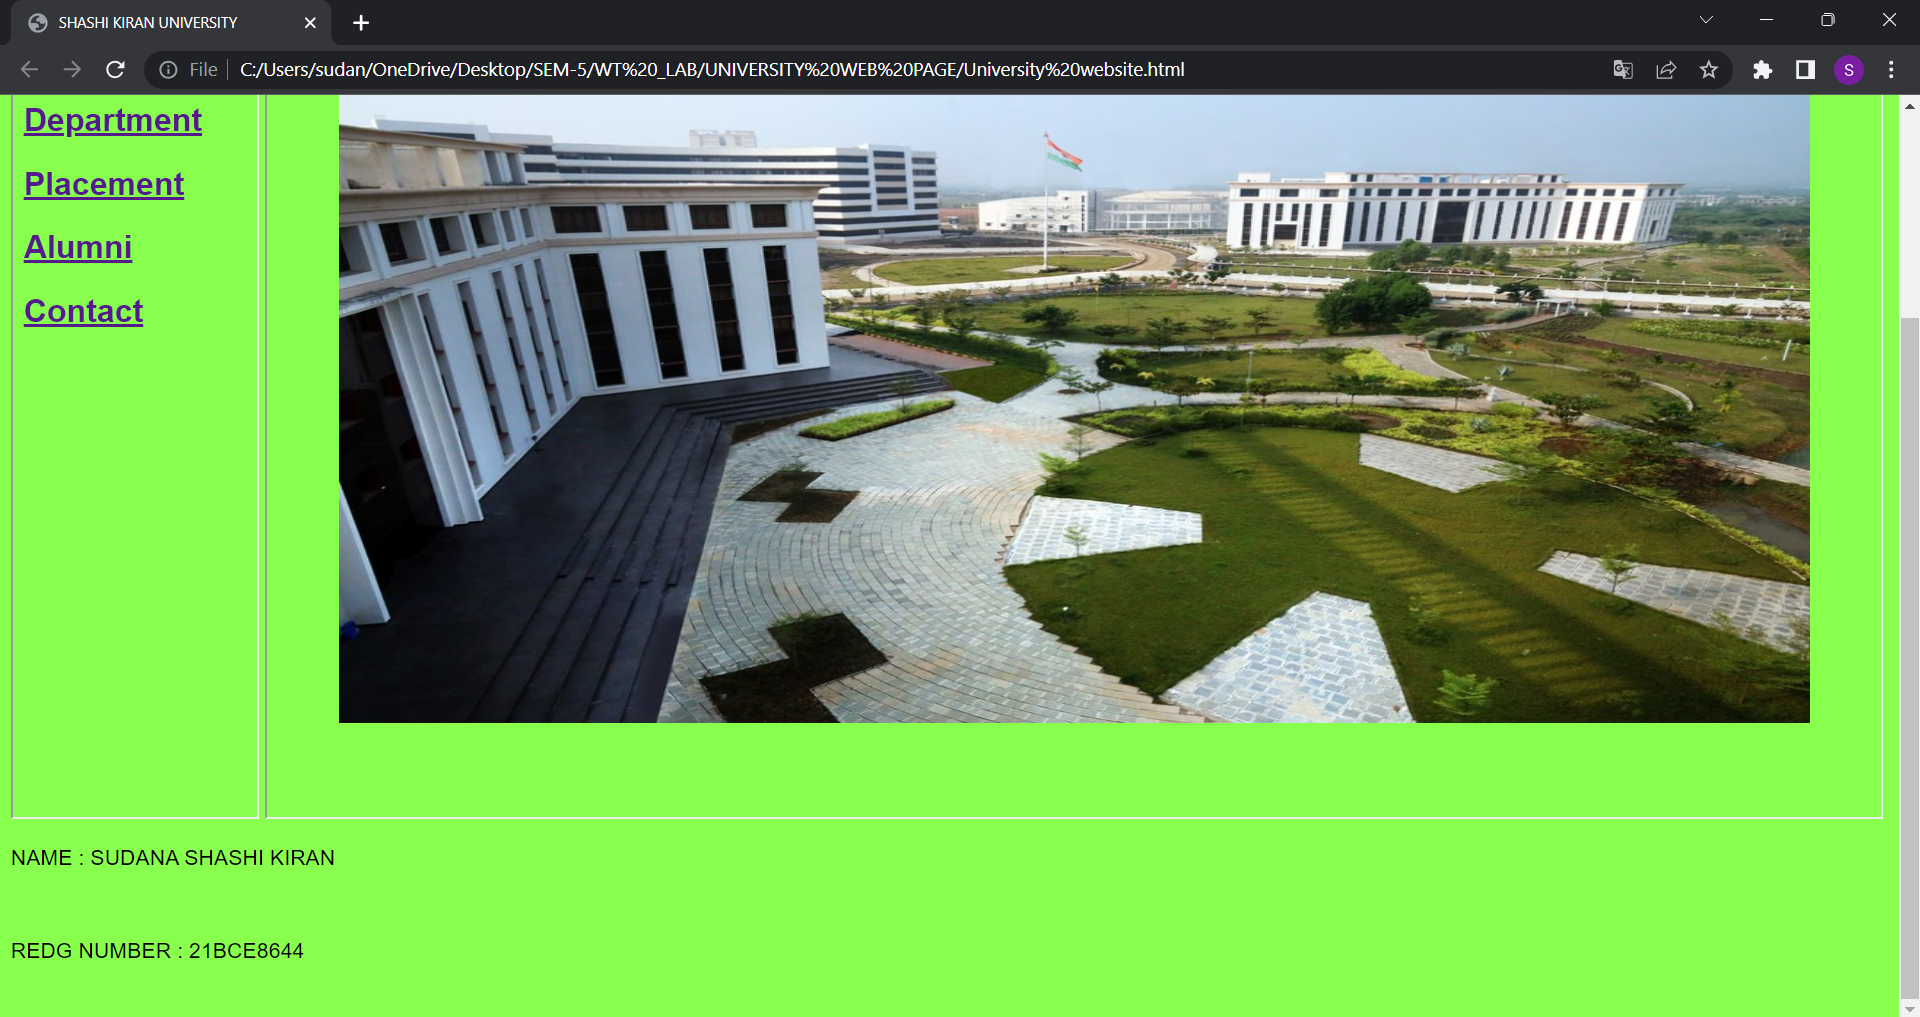 SHASHI KIRAN UNIVERSITY
File
C:/Users/sudan/OneDrive/Desktop/SEM-5/WT%20_LAB/UNIVERSITY%20WEB%20PAGE/University%20website.html
S
Department
Placement
Alumni
Contact
NAME : SUDANA SHASHI KIRAN
REDG NUMBER : 21BCE8644